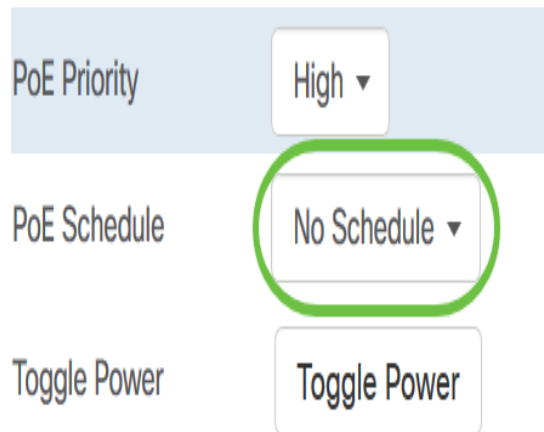 PoE Priority High
PoE Schedule No Schedule
Toggle Power Toggle Power